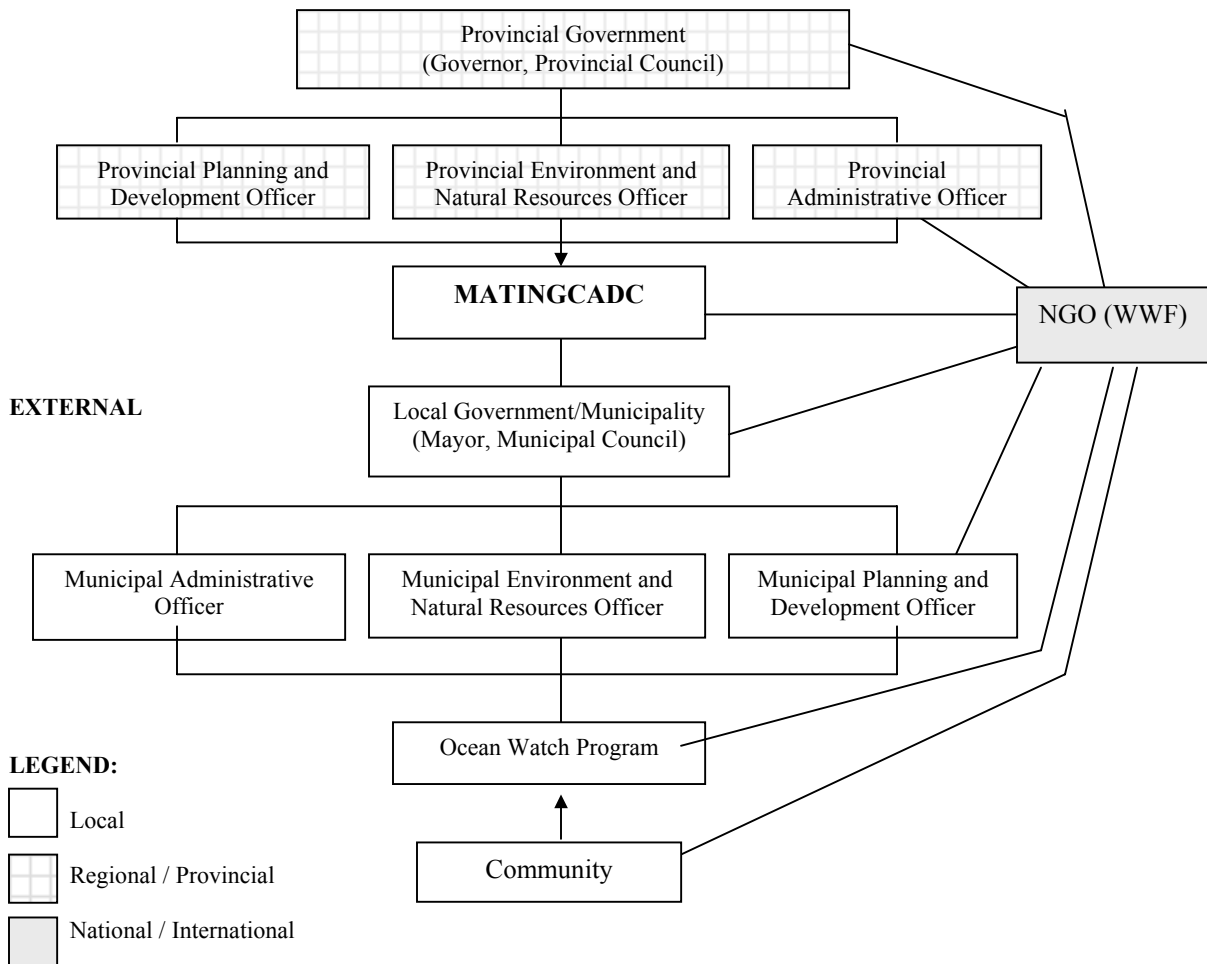 Provincial Government
(Governor, Provincial Council)
Provincial Planning and
Development Officer
Provincial Environment and
Natural Resources Officer
Provincial
Administrative Officer
MATINGCADC
NGO (WWF)
EXTERNAL
Local Government/Municipality
(Mayor, Municipal Council)
Municipal Administrative
Officer
Municipal Environment and
Natural Resources Officer
Municipal Planning and
Development Officer
Ocean Watch Program
Community
LEGEND:
Local
Regional / Provincial
National / International